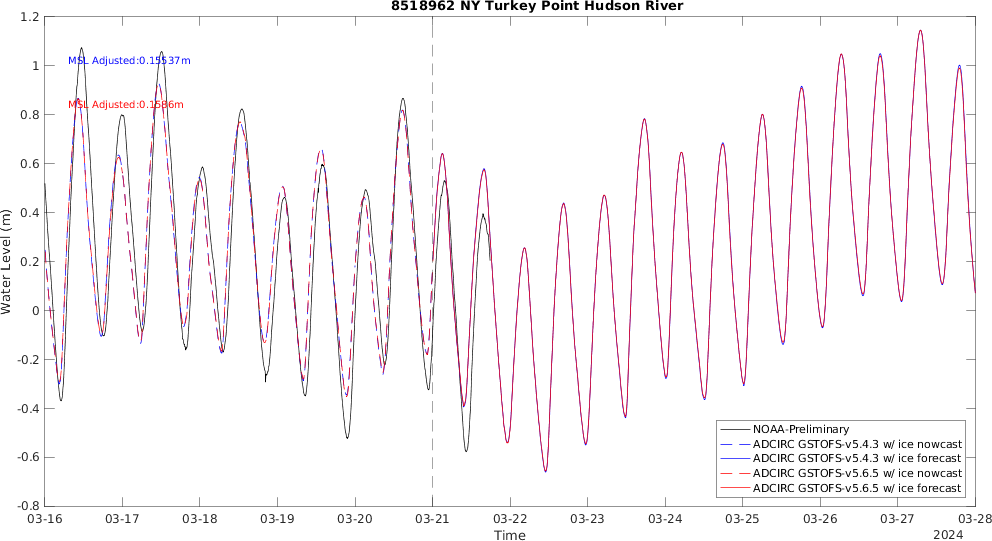 8518962 NY Turkey Point Hudson River
1.2
1
0.8
0.6
0.4
0.2
0
-0.2
-0.4
-0.6
-0.8
Water Level (m)
MSL Adjusted:0.15537m
MSL Adjusted:0.1586m
NOAA-Preliminary
ADCIRC GSTOFS-v5.4.3 w/ ice nowcast
ADCIRC GSTOFS-v5.4.3 w/ ice forecast
ADCIRC GSTOFS-v5.6.5 w/ ice nowcast
ADCIRC GSTOFS-v5.6.5 w/ ice forecast
03-16 03-17 03-18 03-19 03-20 03-21 03-22 03-23 03-24 03-25 03-26 03-27 03-28
Time
2024